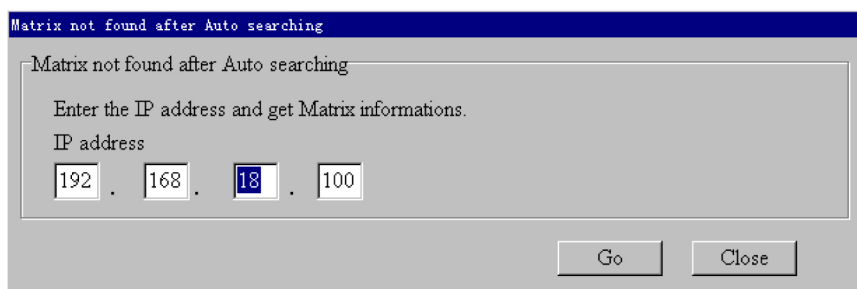 Matrix not found after Auto searching
Matrix not found after Auto searching
Enter the IP address and get Matrix informations.
IP address
192 . 168 . 18 . 100
Go Close